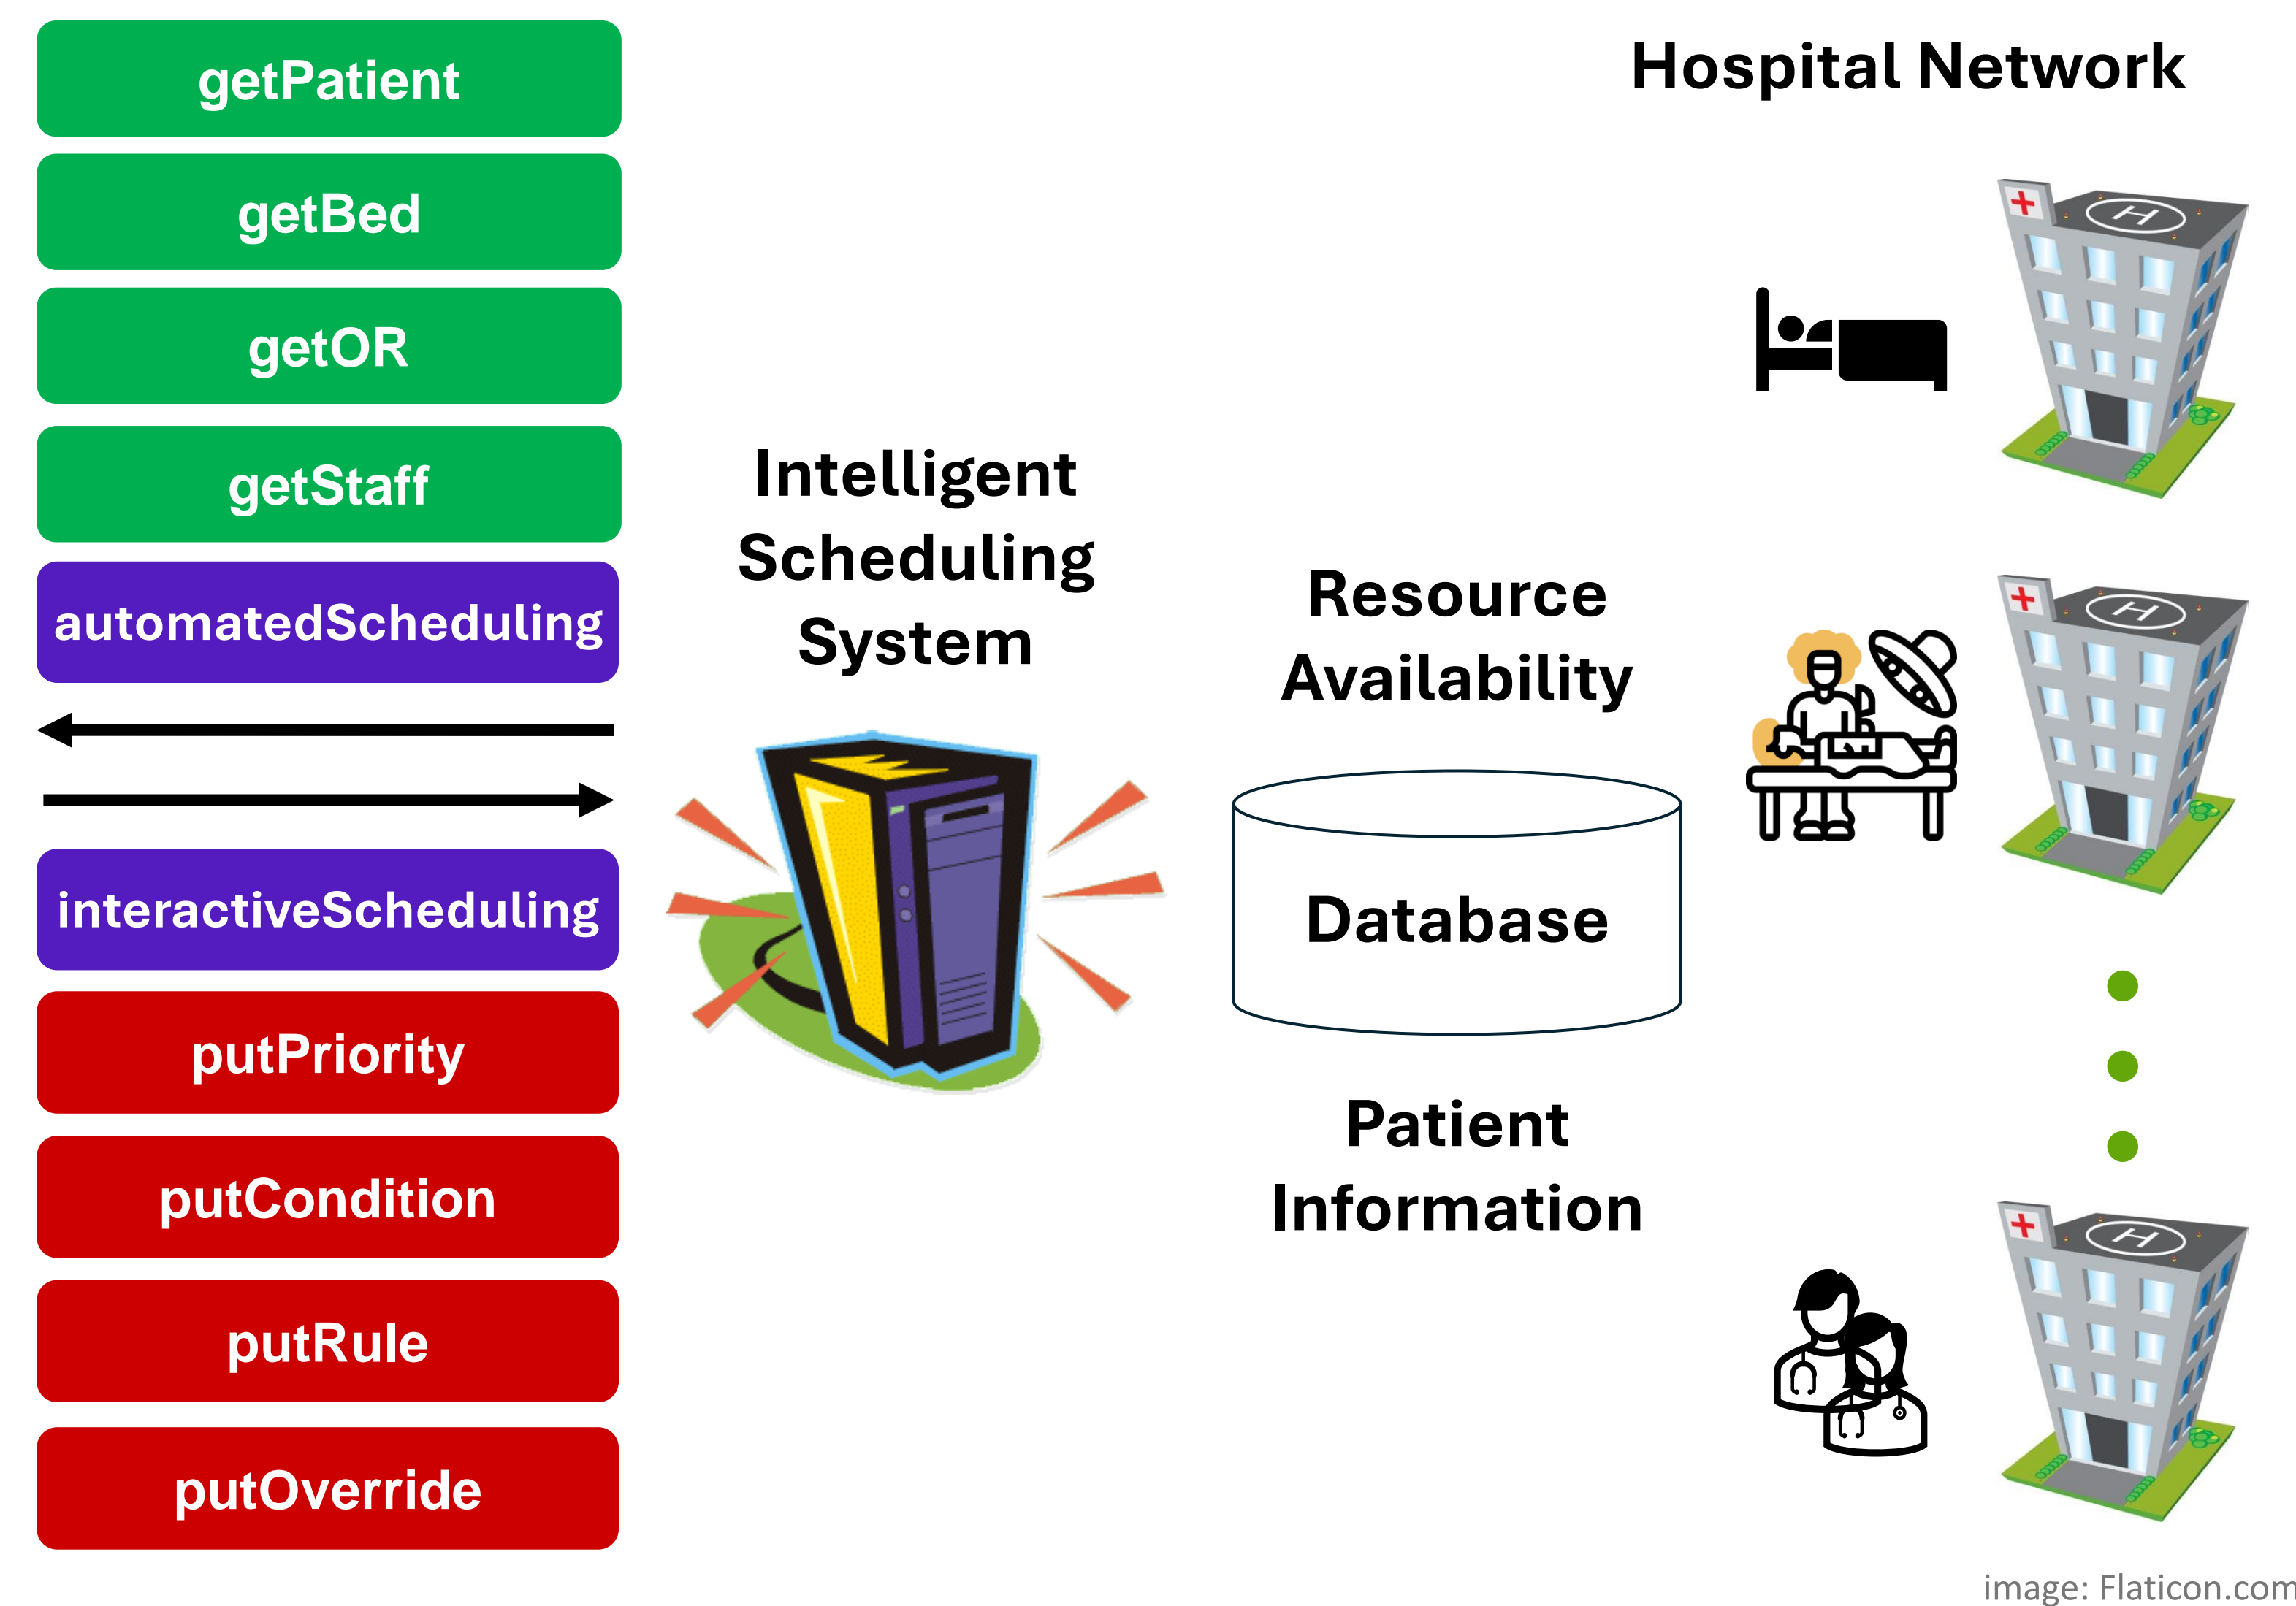 getPatient
getBed
getOR
getStaff
automatedScheduling
interactiveScheduling
putPriority
putCondition
putRule
putOverride
Intelligent
Scheduling
System
Resource
Availability
Database
Patient
Information
Hospital Network
H
H
H
image: Flaticon.com